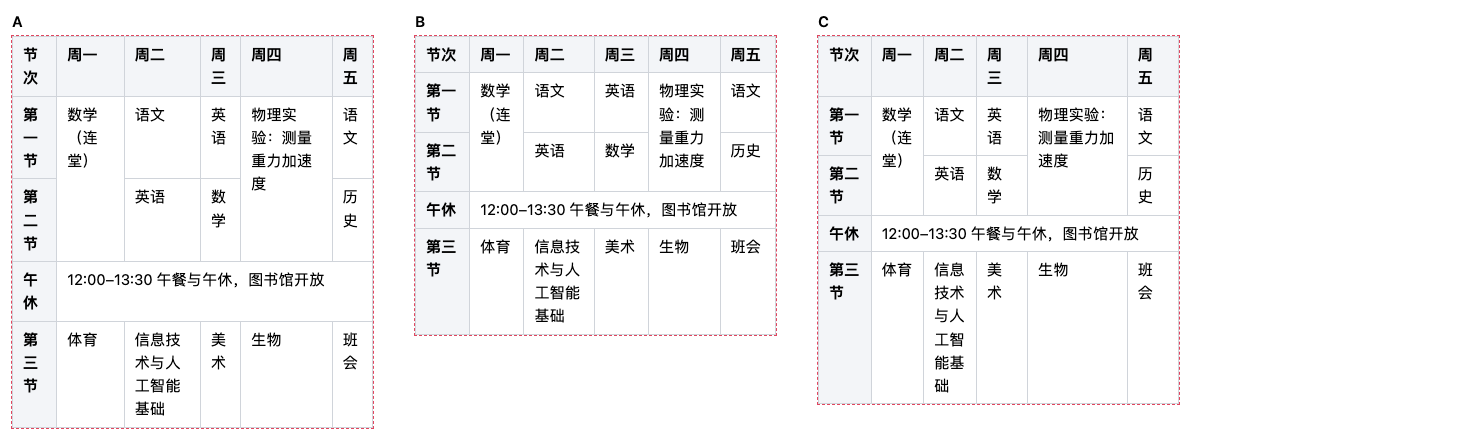 A
节次 周一 周二 周三 周四 周五
第一节 数学（连堂） 语文 英语 物理实验：测量重力加速度 语文
第二节 英语 数学 历史
午休 12:00–13:30 午餐与午休，图书馆开放
第三节 体育 信息技术与人工智能基础 美术 生物 班会
B
节次 周一 周二 周三 周四 周五
第一节 数学（连堂） 语文 英语 物理实验：测量重力加速度 语文
第二节 英语 数学 历史
午休 12:00–13:30 午餐与午休，图书馆开放
第三节 体育 信息技术与人工智能基础 美术 生物 班会
C
节次 周一 周二 周三 周四 周五
第一节 数学（连堂） 语文 英语 物理实验：测量重力加速度 语文
第二节 英语 数学 历史
午休 12:00–13:30 午餐与午休，图书馆开放
第三节 体育 信息技术与人工智能基础 美术 生物 班会